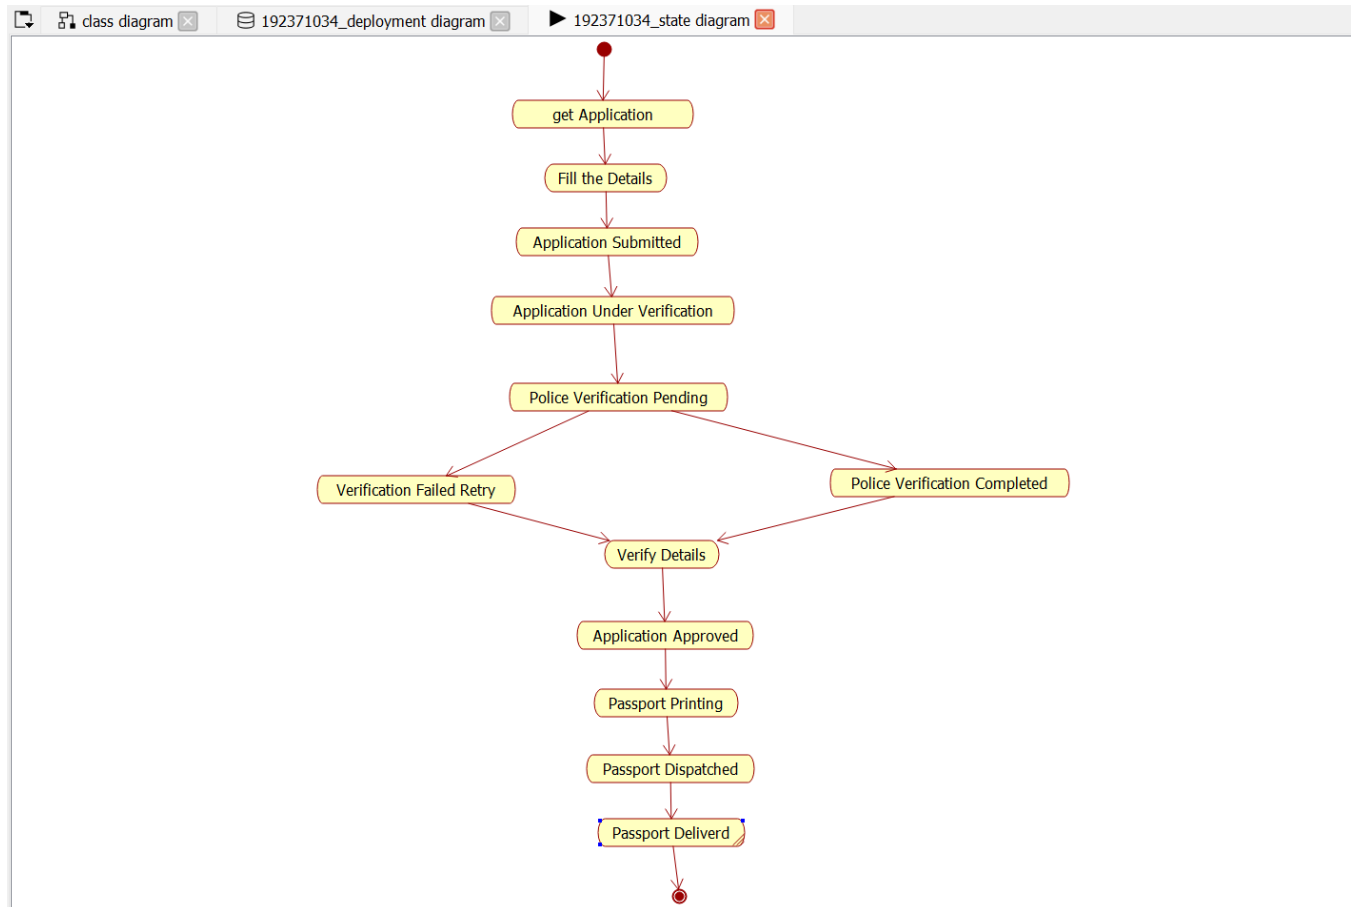 class diagram
192371034_deployment diagram
192371034_state diagram
get Application
Fill the Details
Application Submitted
Application Under Verification
Police Verification Pending
Verification Failed Retry
Police Verification Completed
Verify Details
Application Approved
Passport Printing
Passport Dispatched
Passport Deliverd